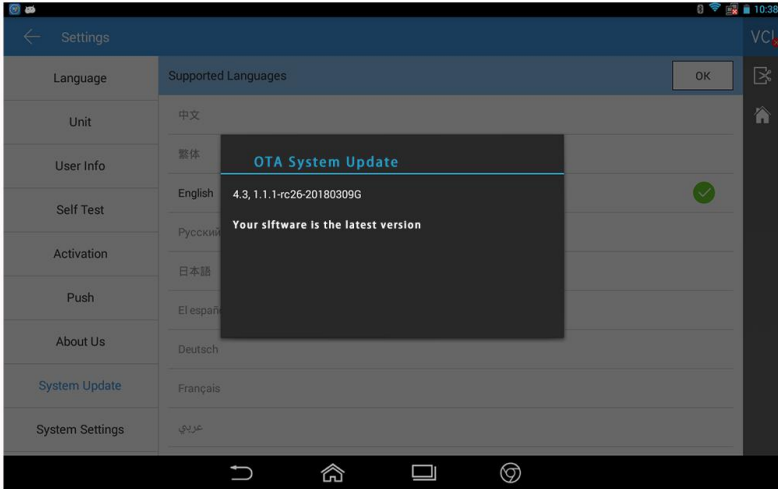 10:38
Settings
VCI
Language
Unit
User Info
Self Test
Activation
Push
About Us
System Update
System Settings
Supported Languages
OK
中文
繁体
English
Русский
日本語
El españ
Deutsch
Français
عربي
OTA System Update
4.3, 1.1.1-rc26-20180309G
Your slftware is the latest version